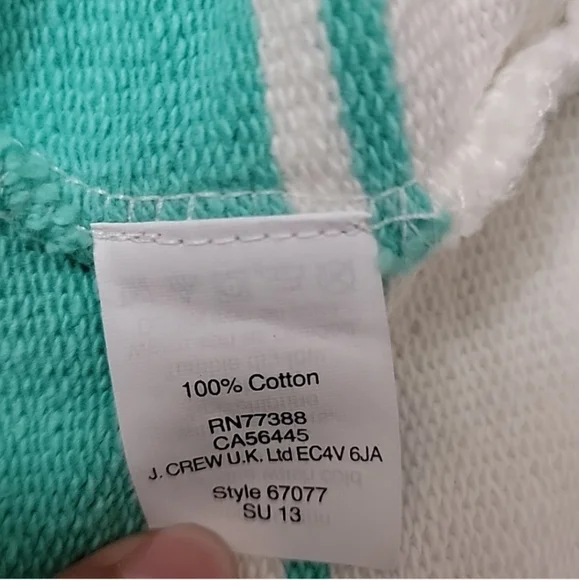 100% Cotton
RN77388
CA56445
J. CREW U.K. Ltd EC4V 6JA
Style 67077
SU 13